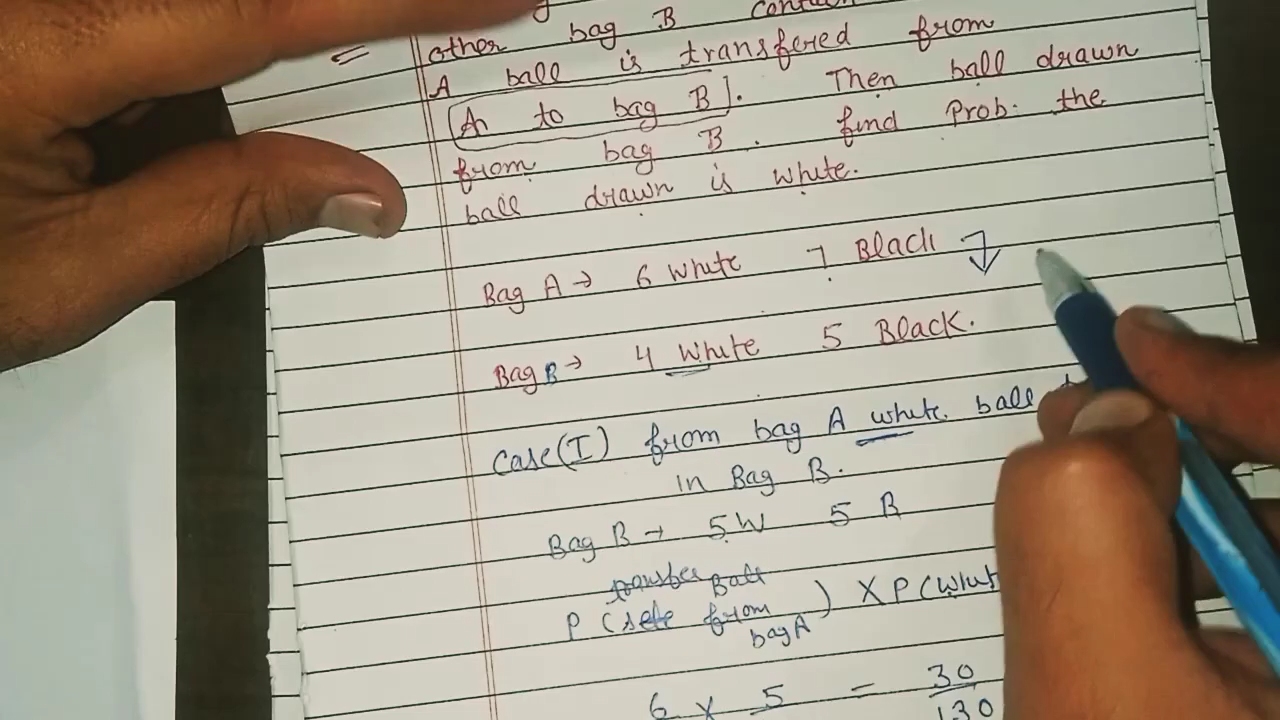 other bag B
A ball is transfered from
A to bag B]. Then ball drawn
from bag B. find Prob. the
ball drawn is white.
Bag A → 6 white 7 Black
Bag B → 4 White 5 Black.
Case(I) from bag A white ball
in Bag B.
Bag B → 5W 5 B
transfer Ball
P ( from bag A ) X P(
6 x 5 = 30
130